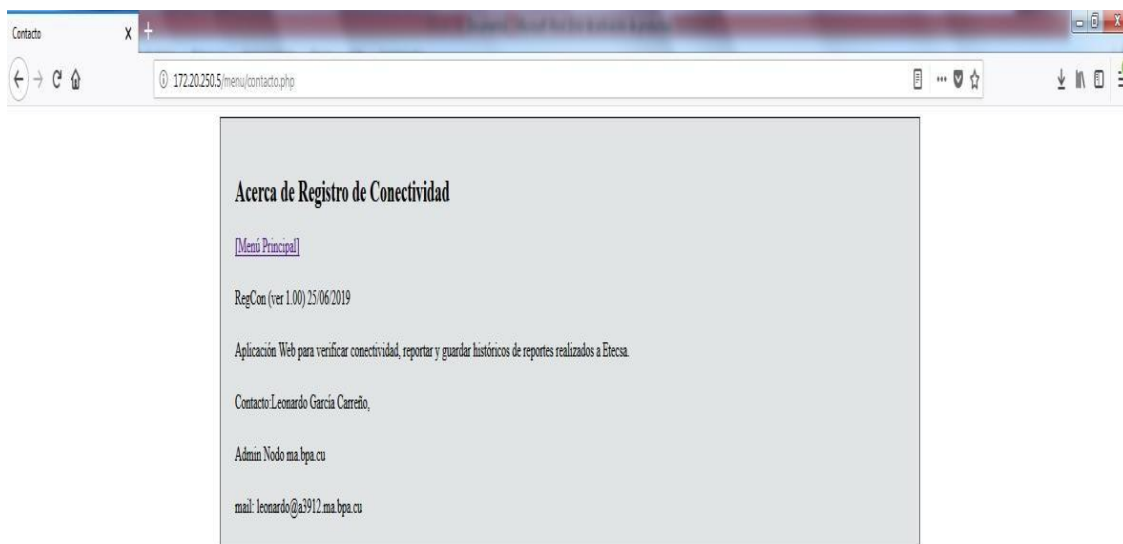 Contacto
172.20.250.5/menu/contacto.php
Acerca de Registro de Conectividad
[Menú Principal]
RegCon (ver 1.00) 25/06/2019
Aplicación Web para verificar conectividad, reportar y guardar históricos de reportes realizados a Etecsa.
Contacto:Leonardo García Carreño,
Admin Nodo ma.bpa.cu
mail: leonardo@a3912.ma.bpa.cu